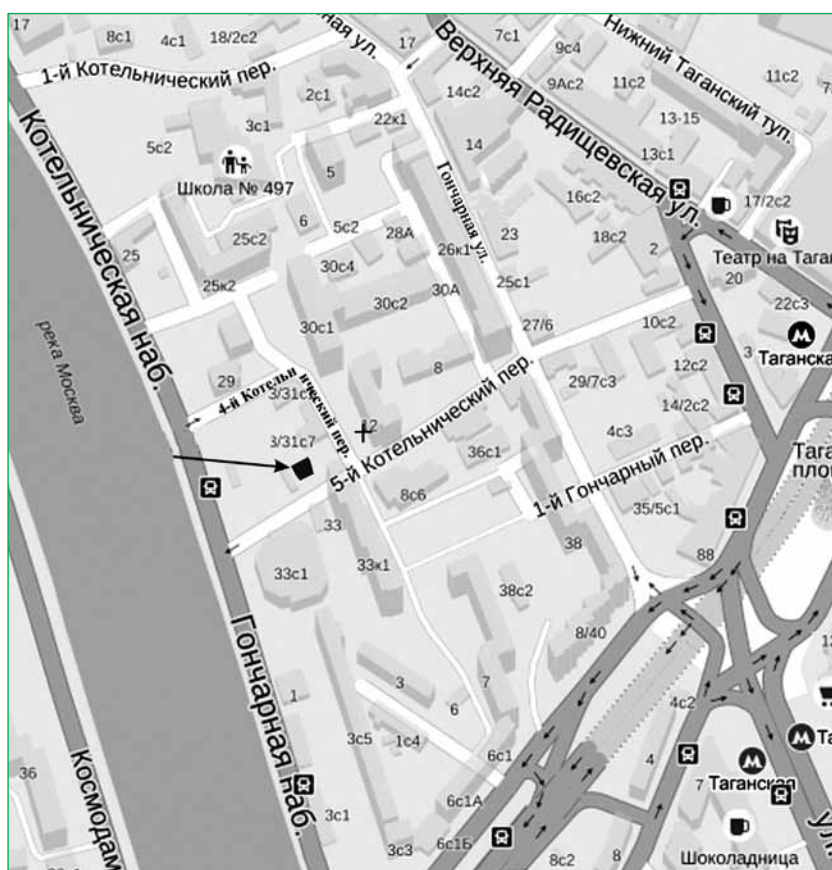 17
8с1
4с1
18/2с2
нная ул.
17
7с1
Верхняя Радищевская ул.
Нижний Таганский туп.
9с4
9Ас2
11с2
11с2
1-й Котельнический пер.
2с1
22к1
14с2
13-15
3с1
14
13с1
5с2
Школа № 497
5
Гончарная ул.
Котельническая наб.
16с2
17/2с2
6
5с2
28А
23
18с2
2
25
25с2
26к1
Театр на Таган
30с4
25с1
20
25к2
30с2
30А
22с3
30с1
27/6
10с2
Таганска
река Москва
3
29
8
12с2
29/7с3
4-й Котельнический пер.
14/2с2
12
3/31с7
5-й Котельнический пер.
36с1
4с3
Тага
площ
8с6
1-й Гончарный пер.
33
35/5с1
38
88
33с1
33к1
38с2
8/40
Гончарная наб.
3
7
1
6
4с2
3с5
1с4
6с1
Та
Космодам
36
4
Таганская
7
6с1А
3с1
3с3
6с1Б
ул.
8с2
8
Шоколадница